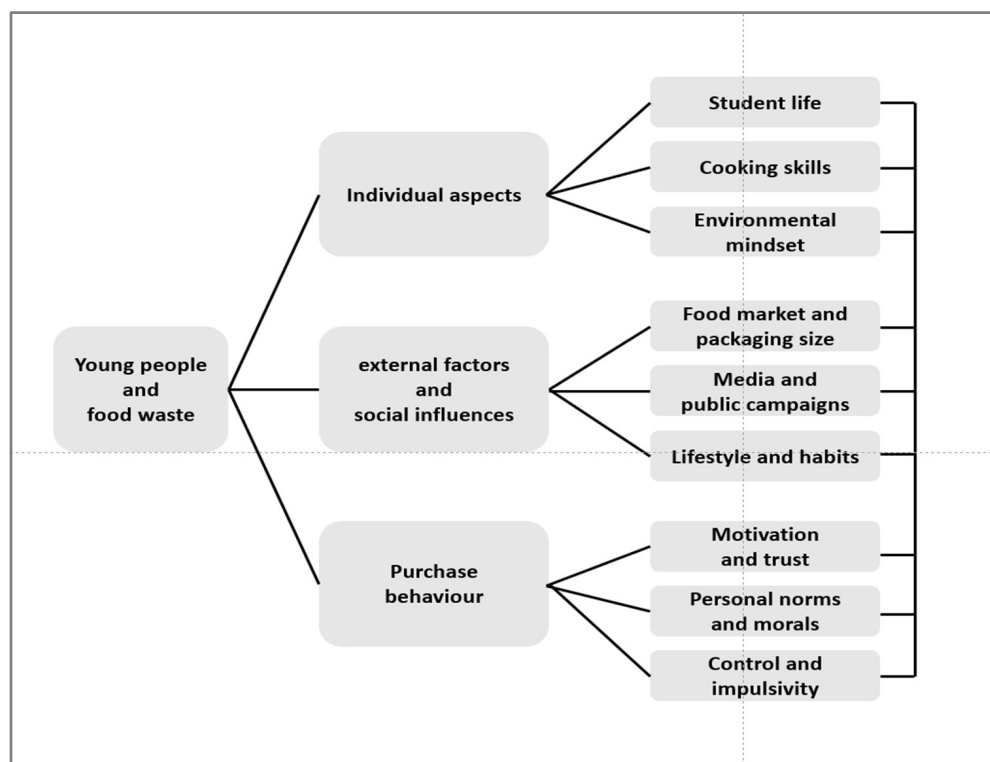 Young people
and
food waste
Individual aspects
external factors
and
social influences
Purchase
behaviour
Student life
Cooking skills
Environmental
mindset
Food market and
packaging size
Media and
public campaigns
Lifestyle and habits
Motivation
and trust
Personal norms
and morals
Control and
impulsivity